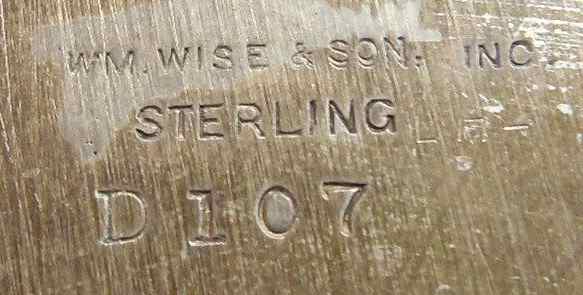 WM. WISE & SON. INC.
STERLING
D107